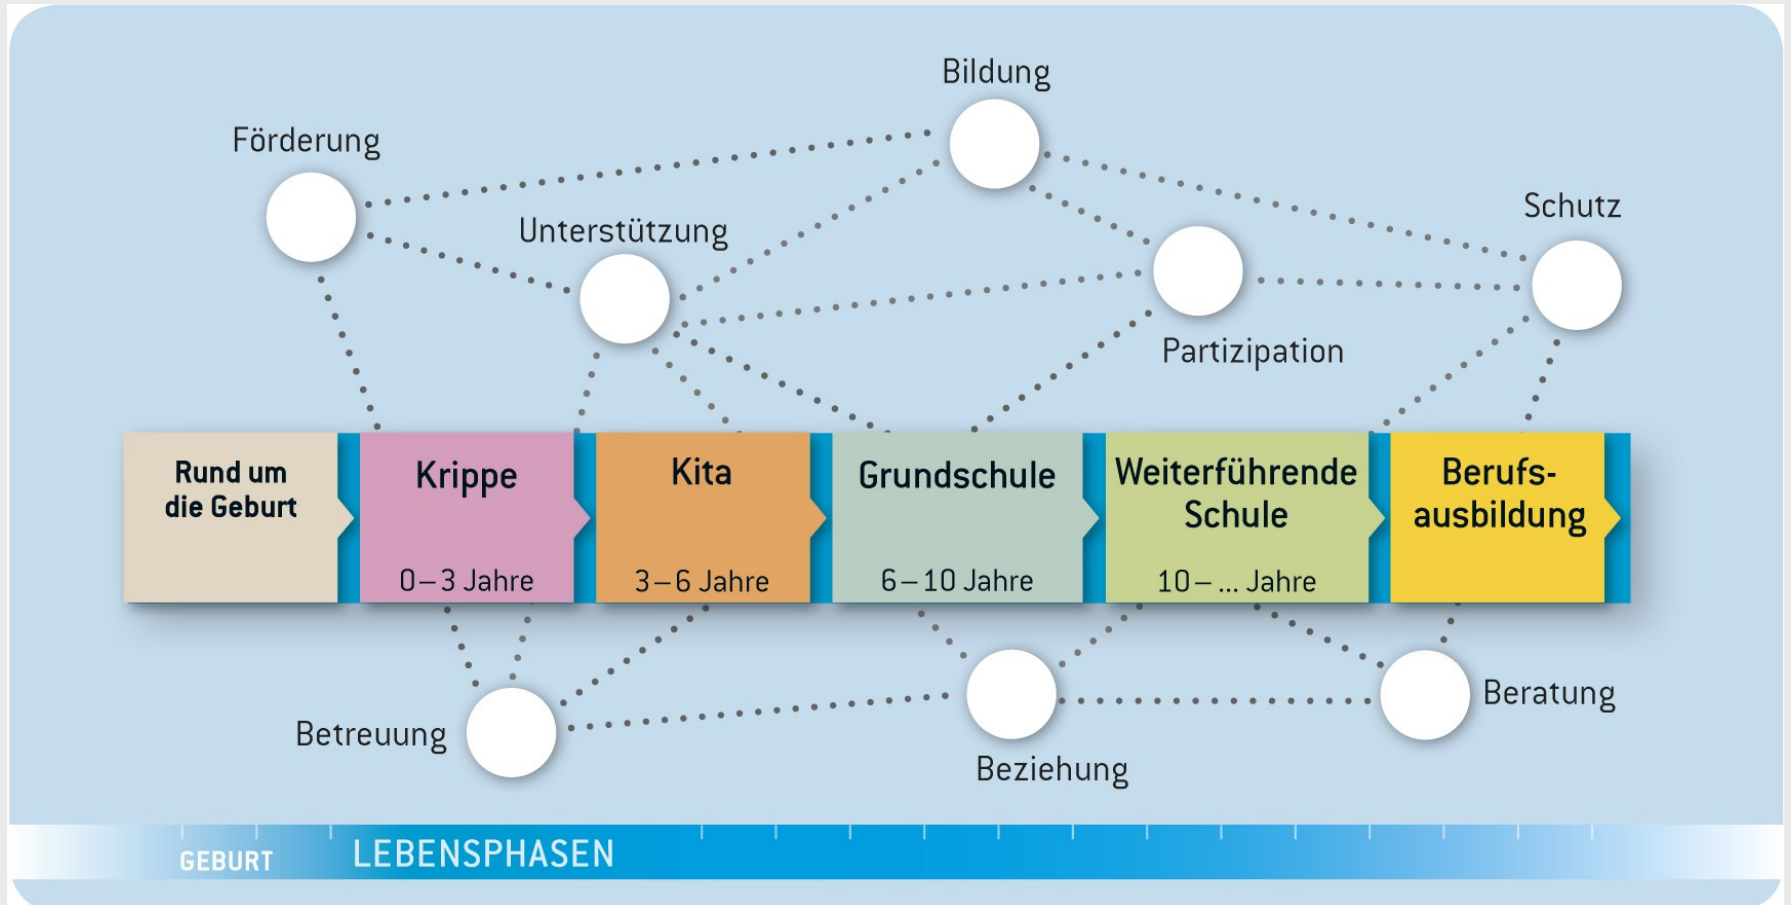 Bildung
Förderung
Schutz
Unterstützung
Partizipation
Rund um
die Geburt
Krippe
0–3 Jahre
Kita
3–6 Jahre
Grundschule
6–10 Jahre
Weiterführende
Schule
10–... Jahre
Berufs-
ausbildung
Betreuung
Beziehung
Beratung
GEBURT
LEBENSPHASEN